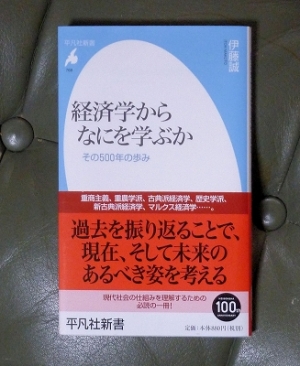 平凡社新書
伊藤誠
経済学から
なにを学ぶか
その500年の歩み
重商主義、重農学派、古典派経済学、歴史学派、
新古典派経済学、マルクス経済学……。
過去を振り返ることで、
現在、そして未来の
あるべき姿を考える
現代社会の仕組みを理解するための
必読の一冊!
100
平凡社新書